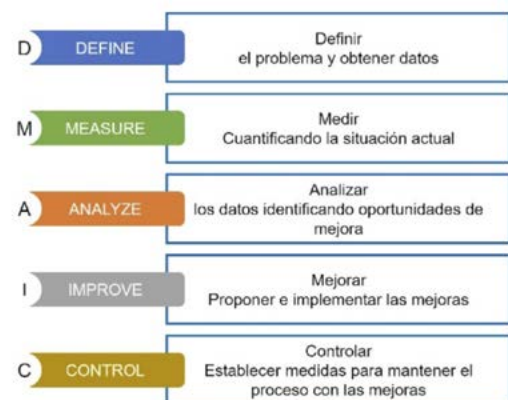 D DEFINE
Definir
el problema y obtener datos
M MEASURE
Medir
Cuantificando la situación actual
A ANALYZE
Analizar
los datos identificando oportunidades de
mejora
I IMPROVE
Mejorar
Proponer e implementar las mejoras
C CONTROL
Controlar
Establecer medidas para mantener el
proceso con las mejoras